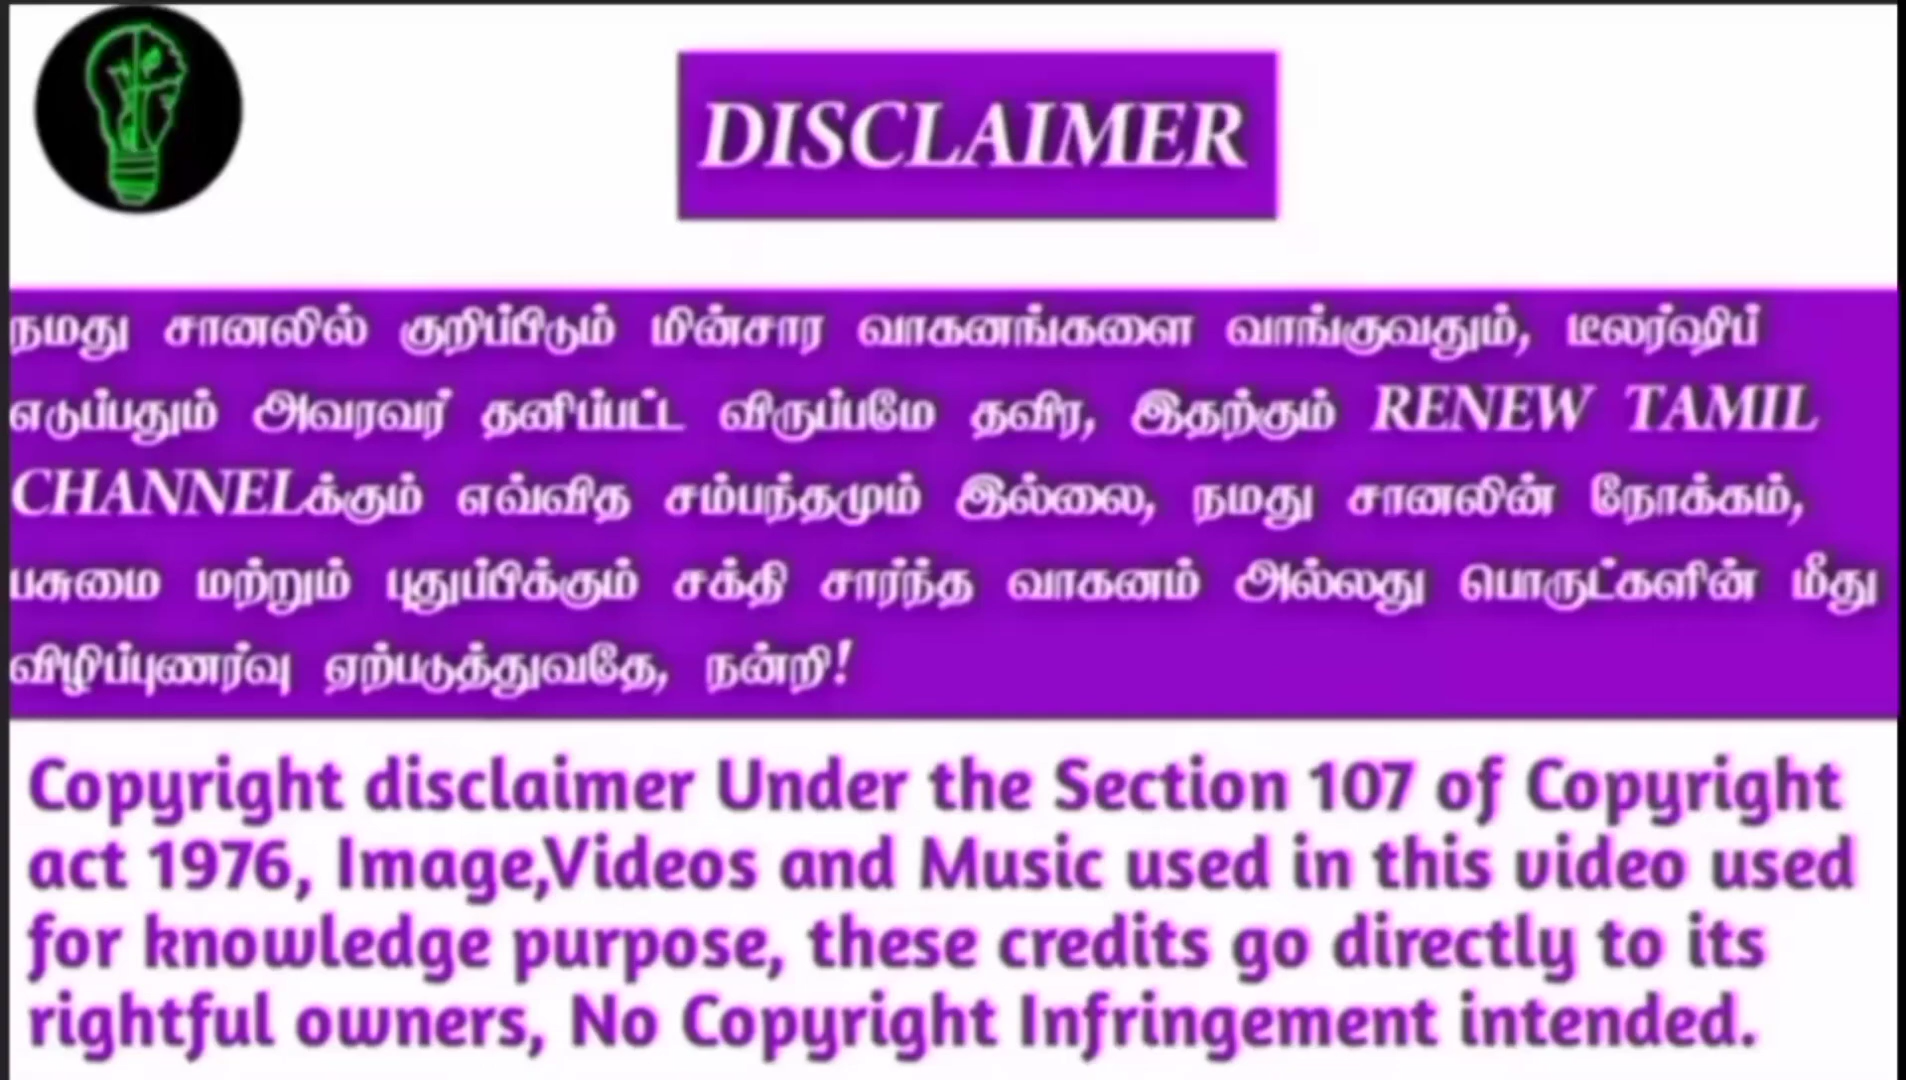 DISCLAIMER
நமது சானலில் குறிப்பிடும் மின்சார வாகனங்களை வாங்குவதும், டீலர்ஷிப்
எடுப்பதும் அவரவர் தனிப்பட்ட விருப்பமே தவிர, இதற்கும் RENEW TAMIL
CHANNELக்கும் எவ்வித சம்பந்தமும் இல்லை, நமது சானலின் நோக்கம்,
பசுமை மற்றும் புதுப்பிக்கும் சக்தி சார்ந்த வாகனம் அல்லது பொருட்களின் மீது
விழிப்புணர்வு ஏற்படுத்துவதே, நன்றி!
Copyright disclaimer Under the Section 107 of Copyright
act 1976, Image,Videos and Music used in this video used
for knowledge purpose, these credits go directly to its
rightful owners, No Copyright Infringement intended.